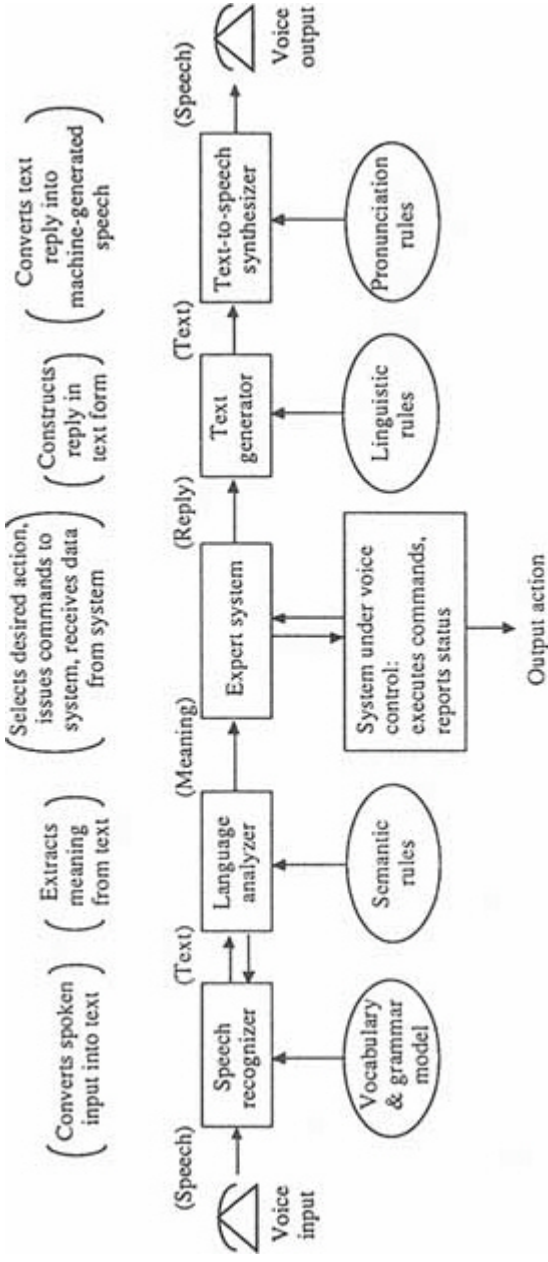 Converts spoken
input into text
Extracts
meaning
from text
Selects desired action,
issues commands to
system, receives data
from system
Constructs
reply in
text form
Converts text
reply into
machine-generated
speech
(Speech)
(Text)
(Meaning)
(Reply)
(Text)
(Speech)
Voice
input
Speech
recognizer
Language
analyzer
Expert system
Text
generator
Text-to-speech
synthesizer
Voice
output
Vocabulary
& grammar
model
Semantic
rules
System under voice
control:
executes commands,
reports status
Linguistic
rules
Pronunciation
rules
Output action